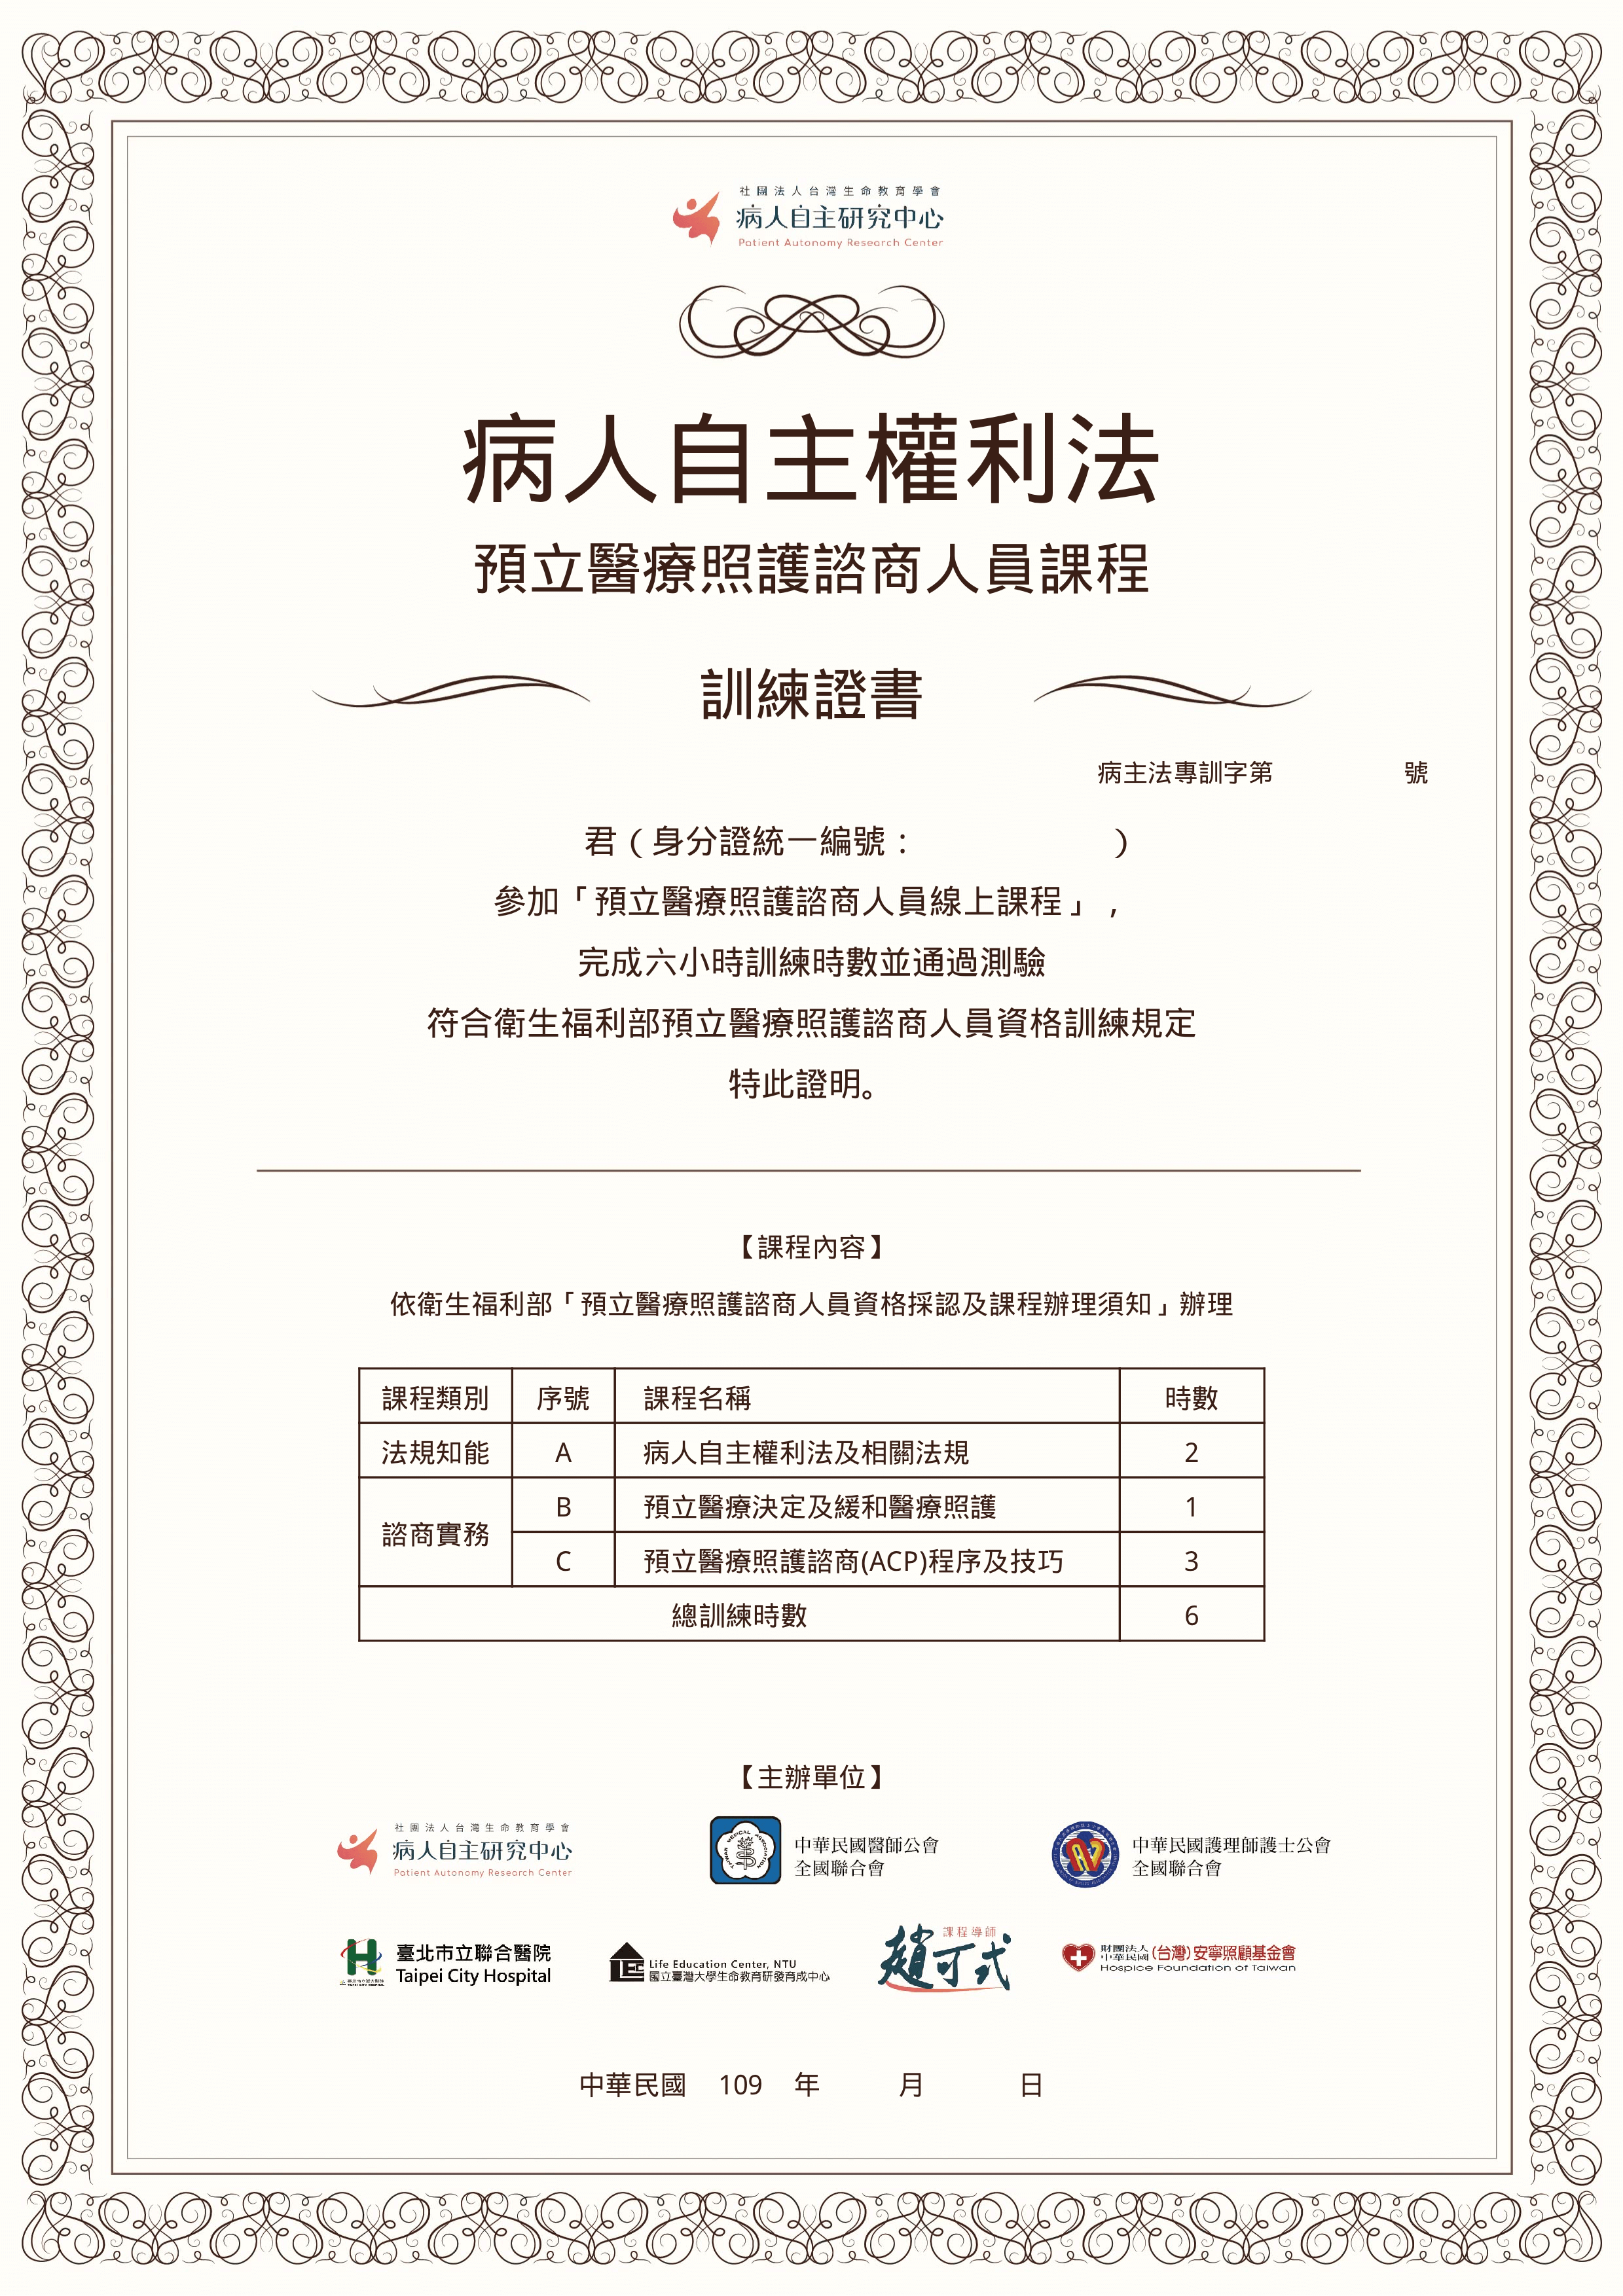 社團法人台灣生命教育學會
病人自主研究中心
Patient Autonomy Research Center
病人自主權利法
預立醫療照護諮商人員課程
訓練證書
病主法專訓字第 號
君（身分證統一編號： ）
參加「預立醫療照護諮商人員線上課程」，
完成六小時訓練時數並通過測驗
符合衛生福利部預立醫療照護諮商人員資格訓練規定
特此證明。
【課程內容】
依衛生福利部「預立醫療照護諮商人員資格採認及課程辦理須知」辦理
課程類別 序號 課程名稱 時數
法規知能 A 病人自主權利法及相關法規 2
諮商實務 B 預立醫療決定及緩和醫療照護 1
C 預立醫療照護諮商(ACP)程序及技巧 3
總訓練時數 6
【主辦單位】
社團法人台灣生命教育學會
病人自主研究中心
Patient Autonomy Research Center
TAIWAN MEDICAL ASSOCIATION
中華民國醫師公會
全國聯合會
中華民國護理師護士公會
全國聯合會
臺北市立聯合醫院
Taipei City Hospital
Life Education Center, NTU
國立臺灣大學生命教育研發育成中心
課程導師
趙可式
財團法人
中華民國(台灣)安寧照顧基金會
Hospice Foundation of Taiwan
中華民國 109 年 月 日